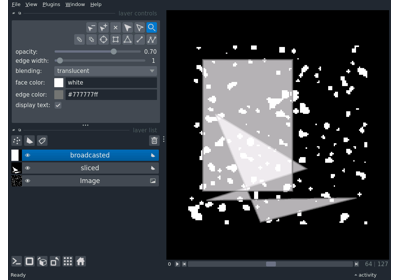 File View Plugins Window Help
layer controls
opacity: 0.70
edge width: 1
blending: translucent
face color: white
edge color: #777777ff
display text:
layer list
broadcasted
sliced
Image
64 127
Ready
activity